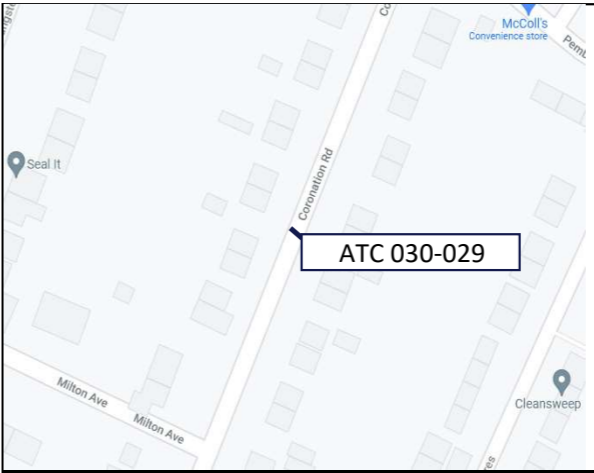 McColl's
Convenience store
Seal It
Coronation Rd
ATC 030-029
Milton Ave
Milton Ave
Cleansweep